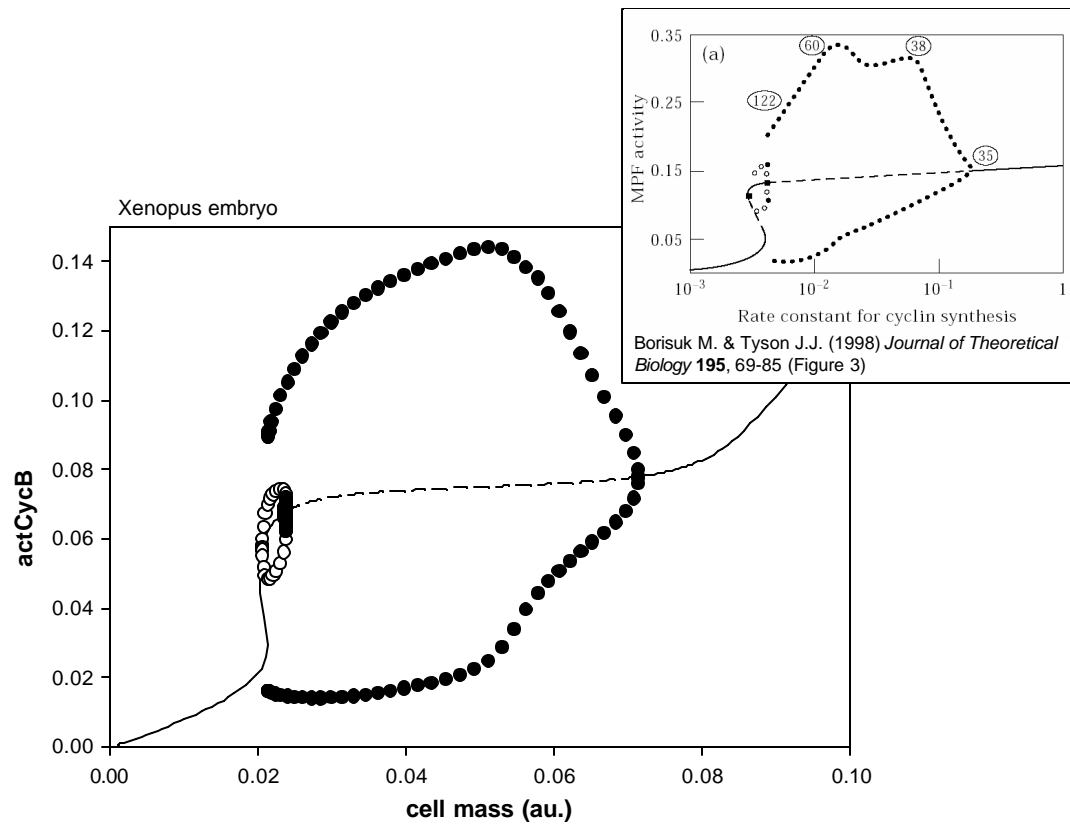 Xenopus embryo
actCycB
0.14
0.12
0.10
0.08
0.06
0.04
0.02
0.00
0.00 0.02 0.04 0.06 0.08 0.10
cell mass (au.)
(a)
MPF activity
0.35
0.25
0.15
0.05
122
60
38
35
10⁻³ 10⁻² 10⁻¹ 1
Rate constant for cyclin synthesis
Borisuk M. & Tyson J.J. (1998) Journal of Theoretical
Biology 195, 69-85 (Figure 3)